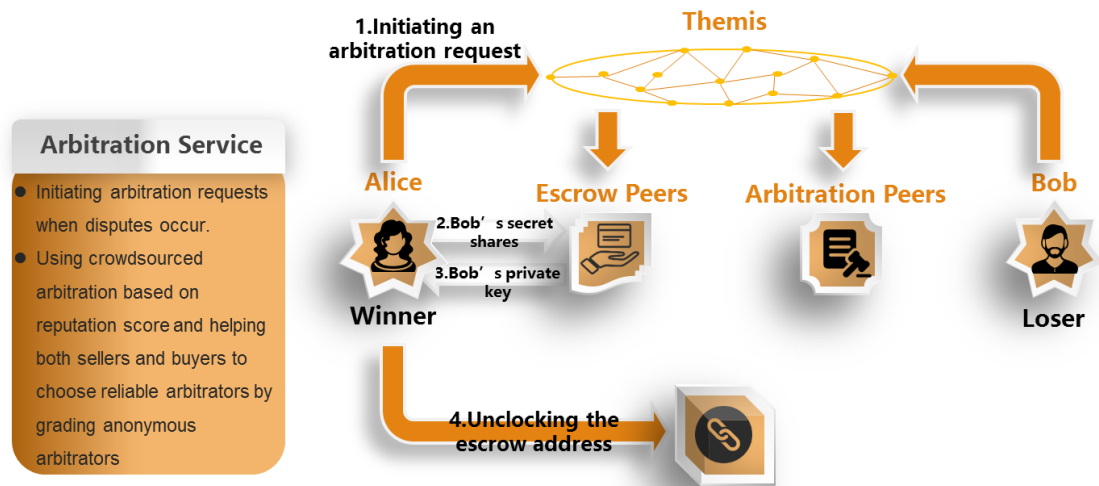 1.Initiating an
arbitration request
Themis
Arbitration Service
Initiating arbitration requests
when disputes occur.
Using crowdsourced
arbitration based on
reputation score and helping
both sellers and buyers to
choose reliable arbitrators by
grading anonymous
arbitrators
Alice
Escrow Peers
Arbitration Peers
Bob
2.Bob’s secret
shares
3.Bob’s private
key
Winner
Loser
4.Unclocking the
escrow address